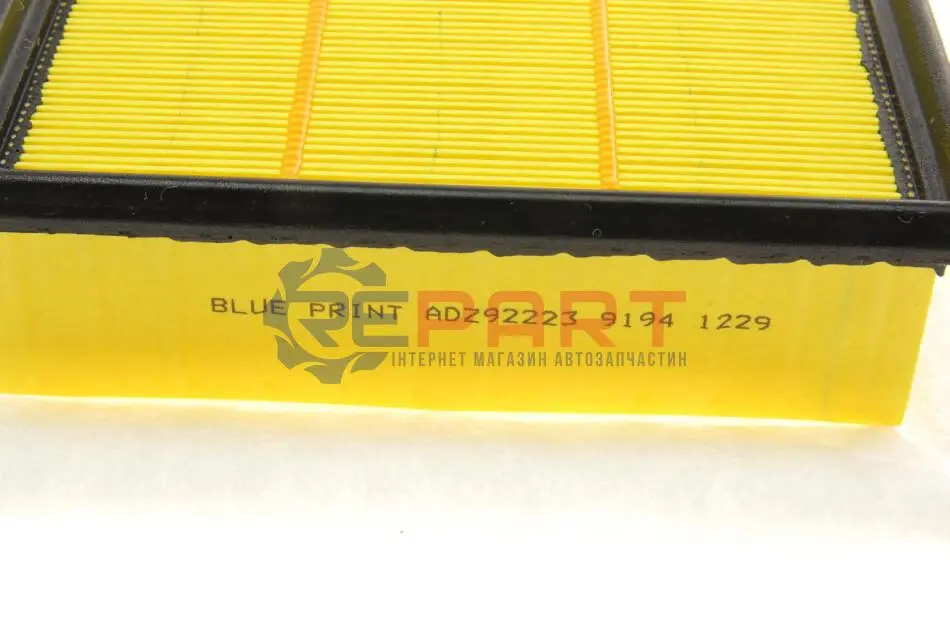 BLUE PRINT ADZ92223 9194 1229
REPART
ІНТЕРНЕТ МАГАЗИН АВТОЗАПЧАСТИН